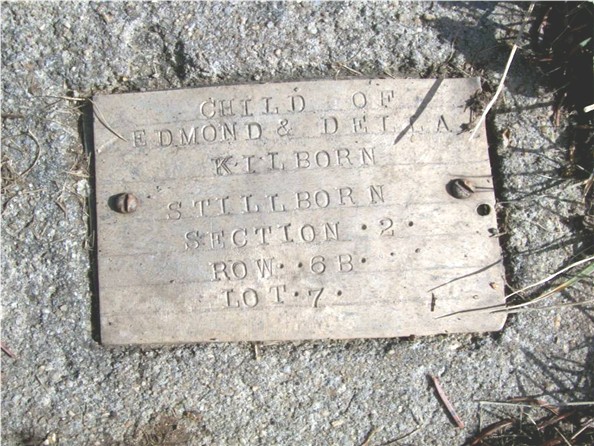 CHILD OF
EDMOND & DELLA
KILBORN
STILLBORN
SECTION · 2 ·
ROW · 6B ·
LOT · 7 ·